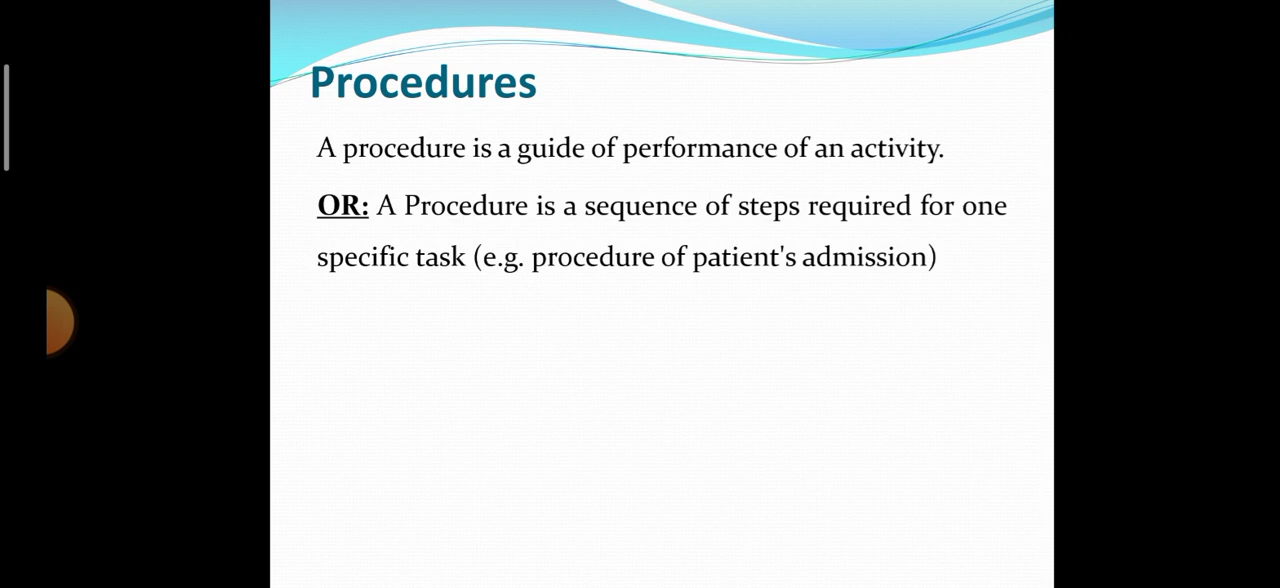 Procedures
A procedure is a guide of performance of an activity.
OR: A Procedure is a sequence of steps required for one
specific task (e.g. procedure of patient's admission)